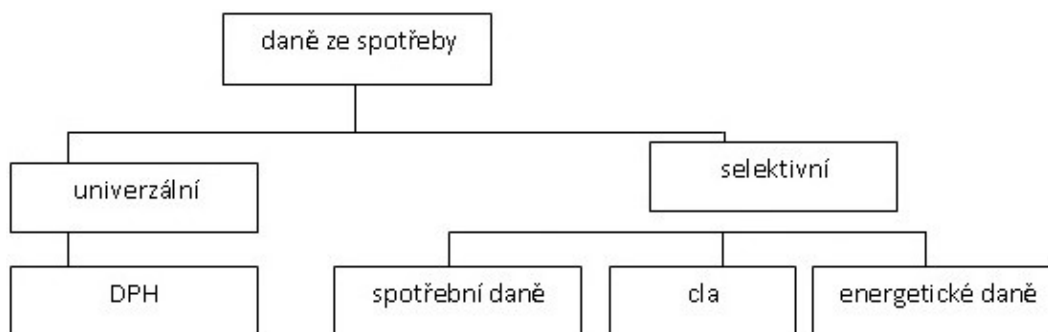 daně ze spotřeby
univerzální
selektivní
DPH
spotřební daně
cla
energetické daně